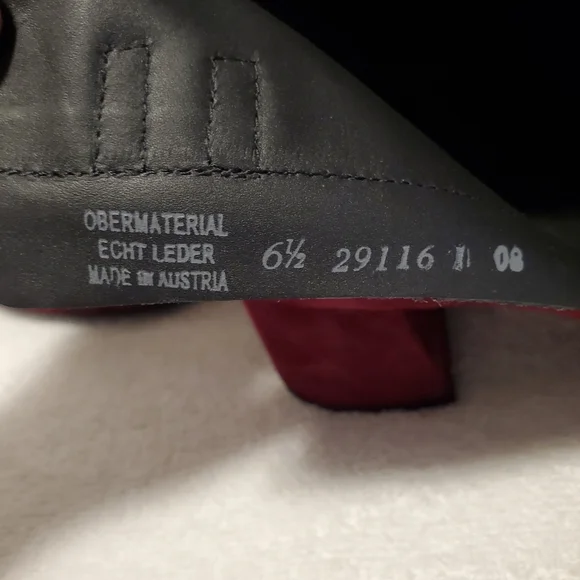 OBERMATERIAL
ECHT LEDER
MADE IN AUSTRIA
6½ 29116 08